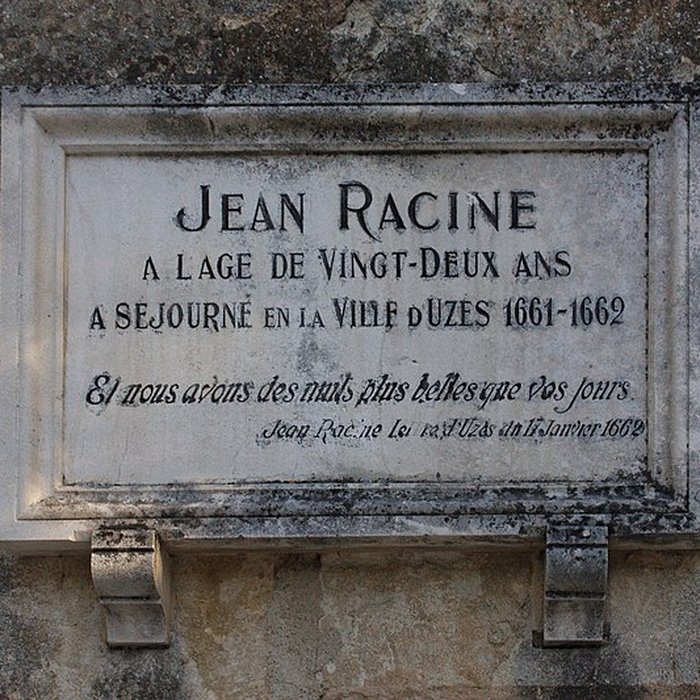 JEAN RACINE
A LAGE DE VINGT-DEUX ANS
A SEJOURNÉ EN LA VILLE D'UZÈS 1661-1662
Et nous avons des nuits plus belles que vos jours.
Jean Racine d'Uzès du 17 Janvier 1662